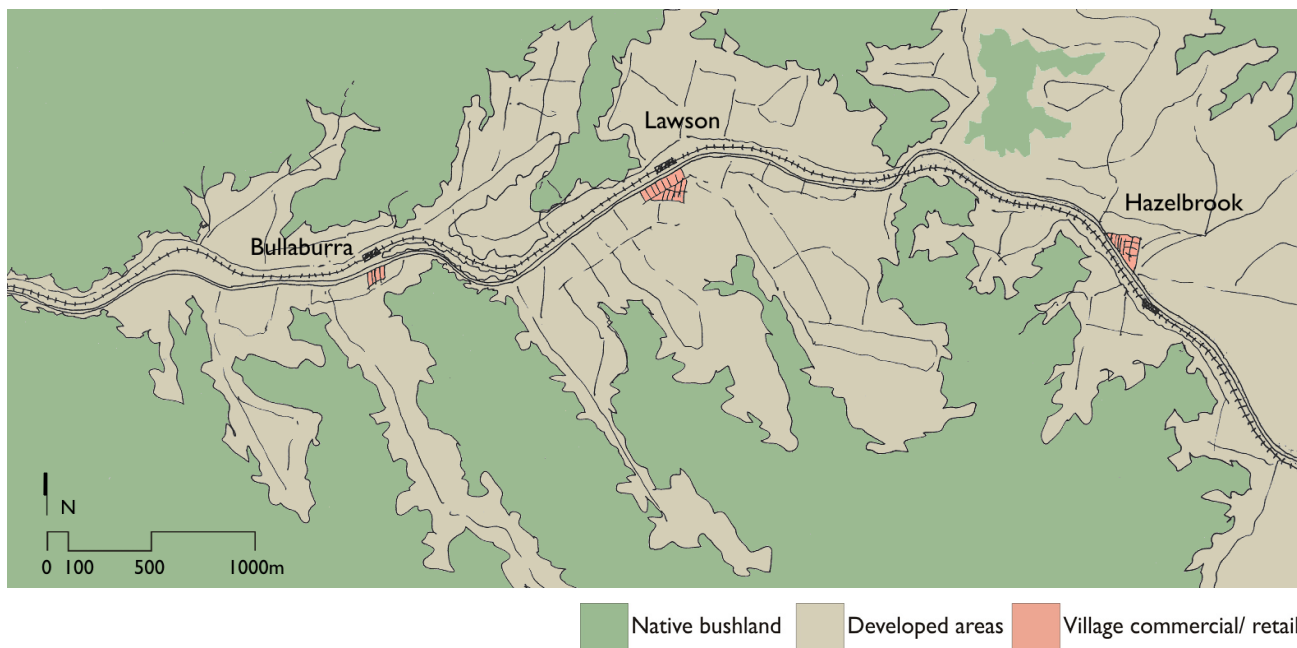 Lawson
Hazelbrook
Bullaburra
N
0 100 500 1000m
Native bushland
Developed areas
Village commercial/ retail